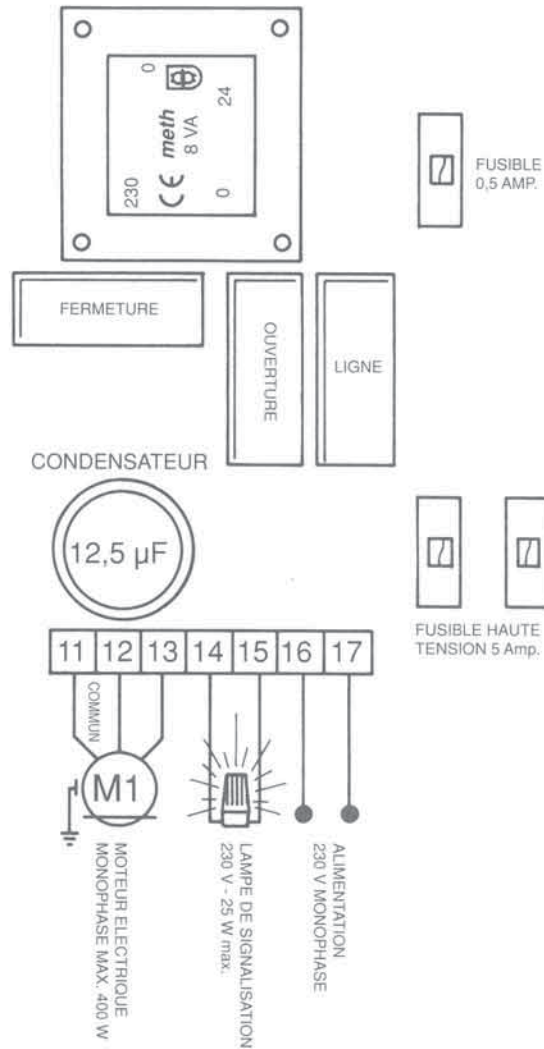 0
24
meth
8 VA
CE
230
0
FUSIBLE
0,5 AMP.
FERMETURE
OUVERTURE
LIGNE
CONDENSATEUR
12,5 µF
FUSIBLE HAUTE
TENSION 5 Amp.
11 12 13 14 15 16 17
COMMUN
M1
MOTEUR ELECTRIQUE
MONOPHASE MAX. 400 W
LAMPE DE SIGNALISATION
230 V - 25 W max.
ALIMENTATION
230 V MONOPHASE